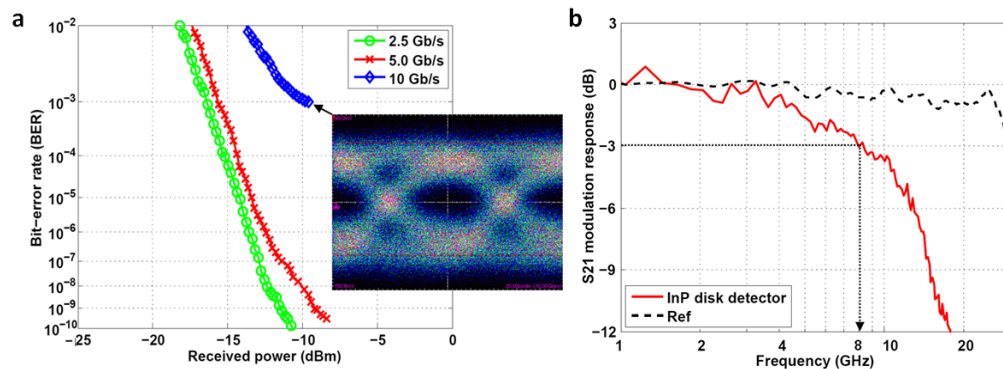 a
10⁻²
10⁻³
10⁻⁴
10⁻⁵
10⁻⁶
10⁻⁷
10⁻⁸
10⁻⁹
10⁻¹⁰
Bit−error rate (BER)
2.5 Gb/s
5.0 Gb/s
10 Gb/s
−25 −20 −15 −10 −5 0
Received power (dBm)
b
3
0
−3
−6
−9
−12
S21 modulation response (dB)
InP disk detector
Ref
1 2 4 6 8 10 20
Frequency (GHz)